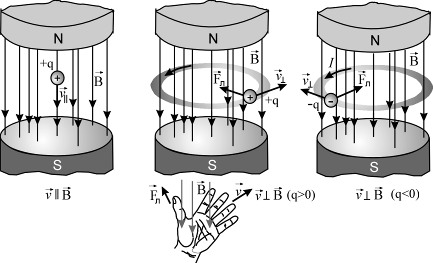 N N N
+q B⃗ B⃗ B⃗
v⃗∥ F⃗л v⃗⊥ +q
v⃗⊥ I F⃗л -q
+ + -
S S S
v⃗ ∥ B⃗
F⃗л B⃗ v⃗ v⃗⊥ B⃗ (q>0)
v⃗⊥ B⃗ (q<0)